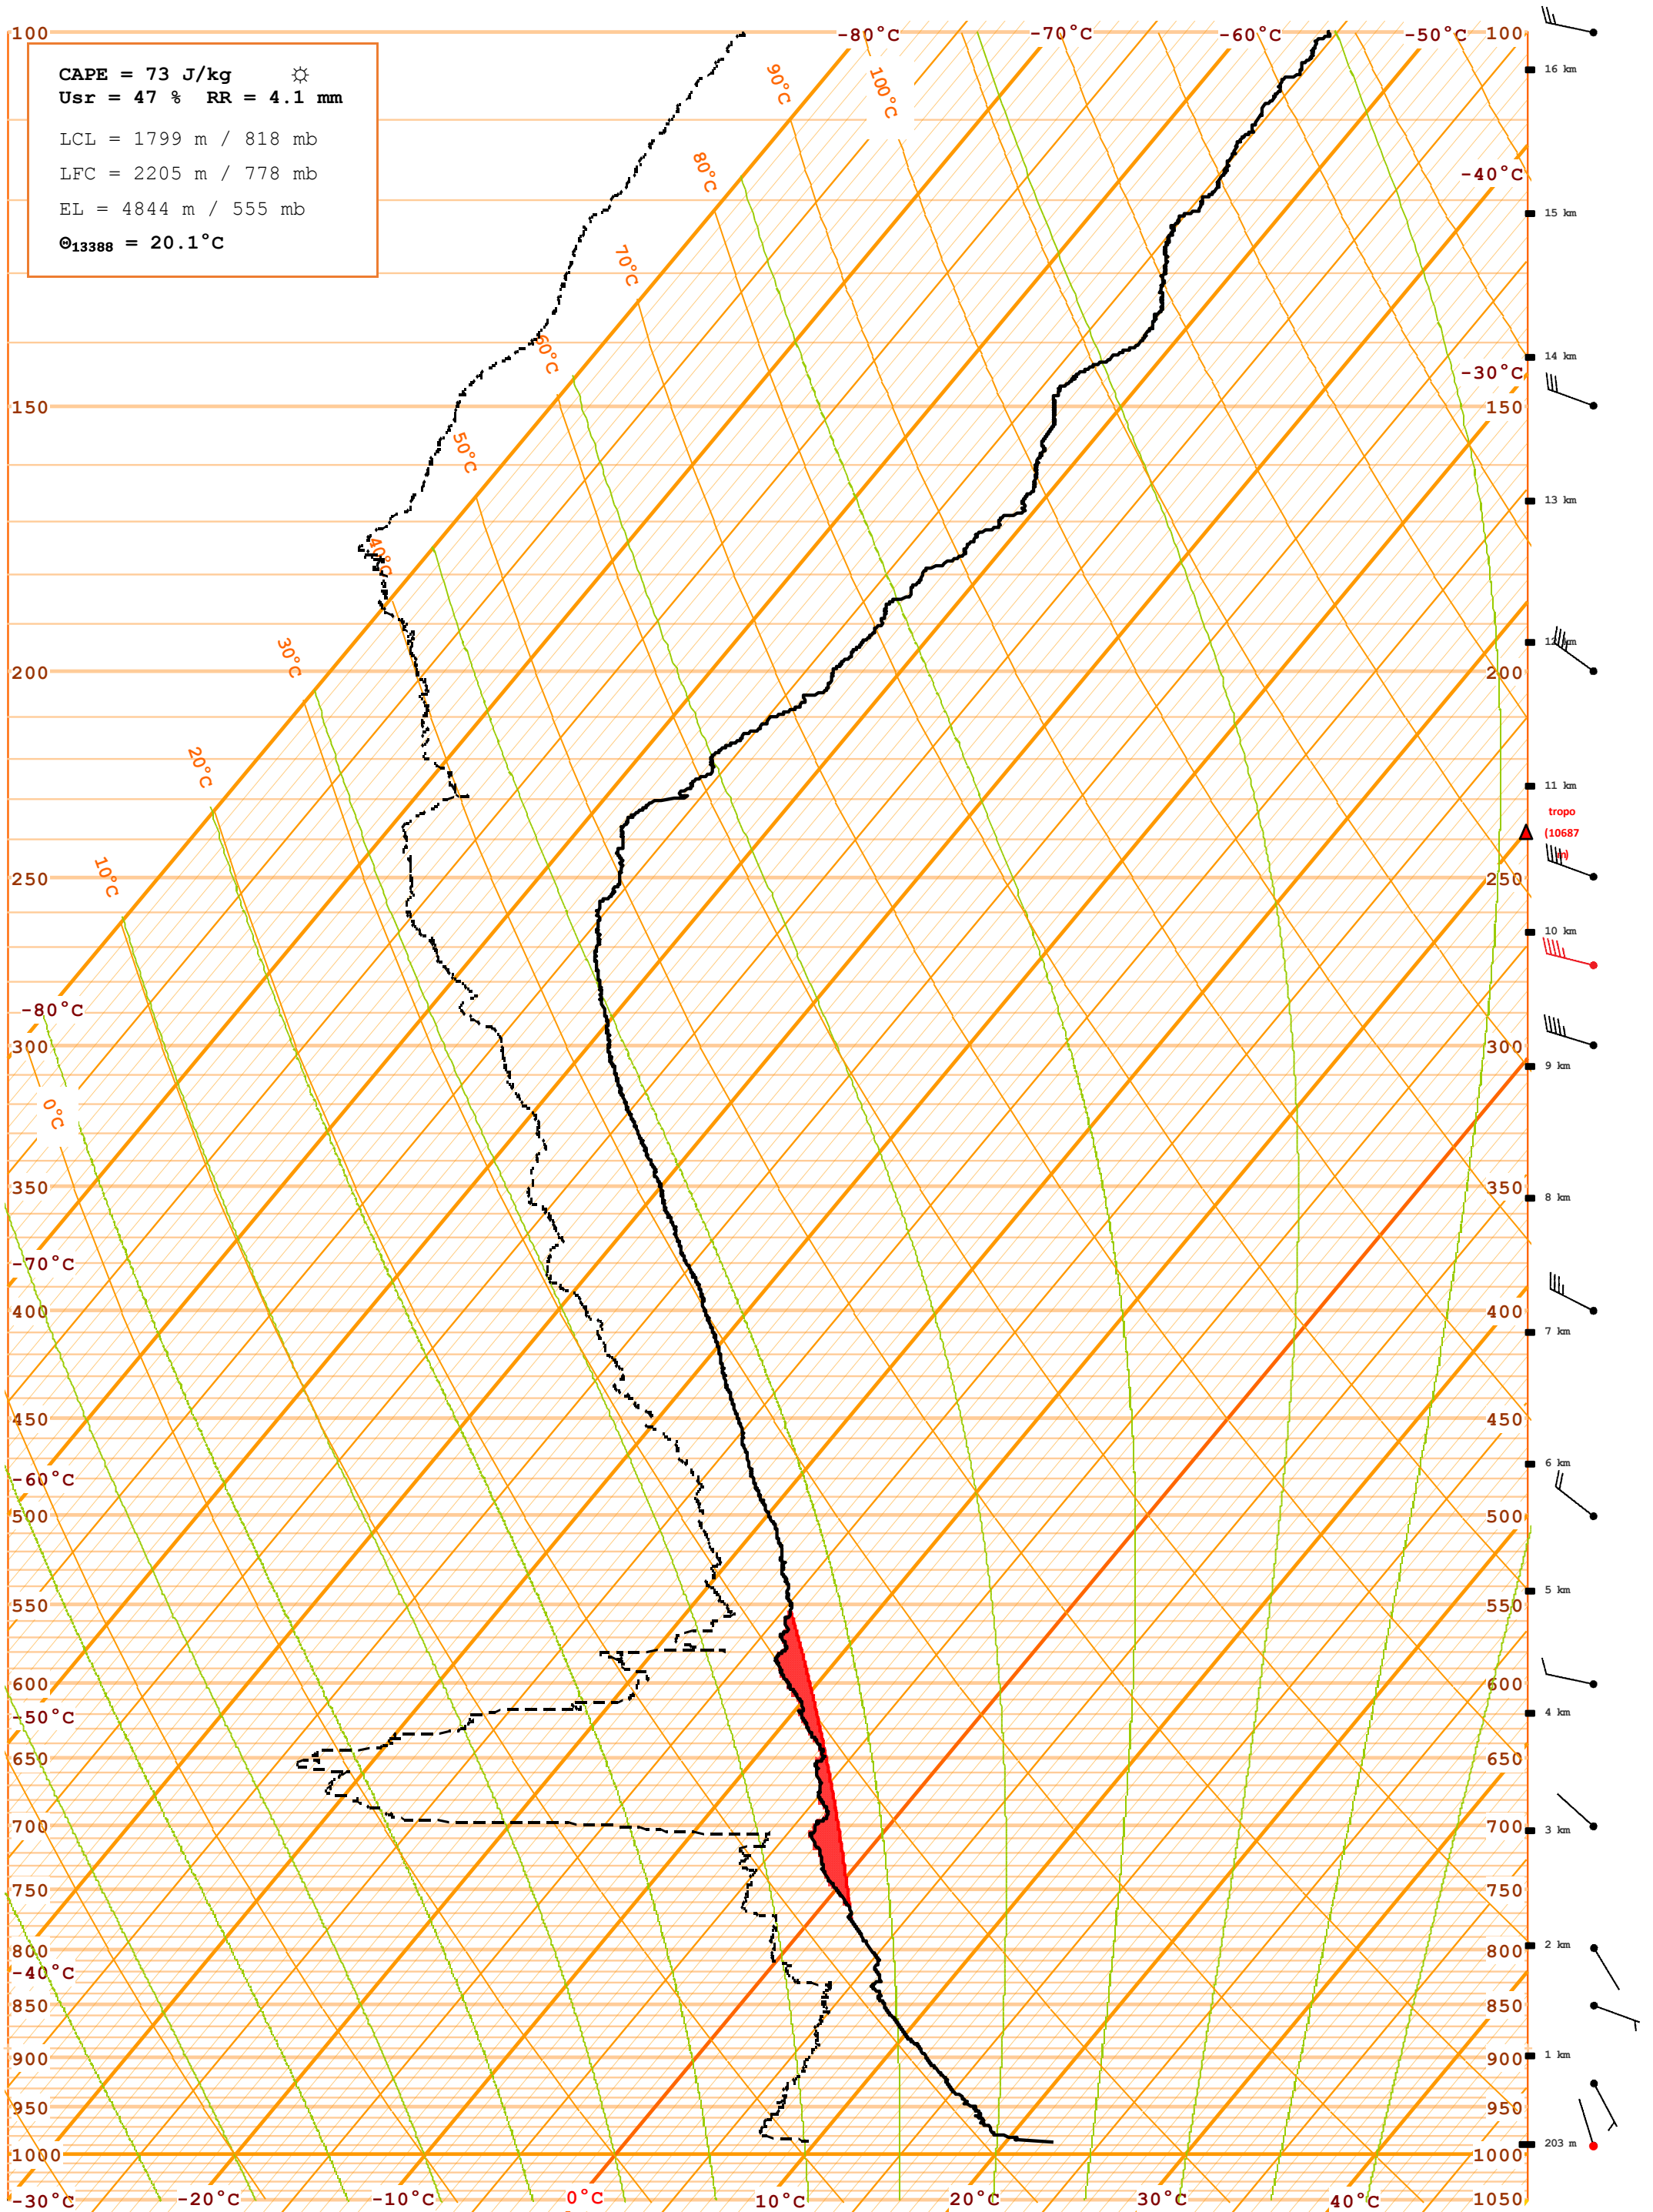 100 -80°C -70°C -60°C -50°C 100
CAPE = 73 J/kg ☼
Usr = 47 % RR = 4.1 mm
LCL = 1799 m / 818 mb
LFC = 2205 m / 778 mb
EL = 4844 m / 555 mb
Θ13388 = 20.1°C
16 km
90°C 100°C
80°C -40°C
15 km
70°C
60°C 14 km
-30°C
150 150
50°C
13 km
40°C
30°C 12 km
200 200
20°C
11 km
tropo
(10687
m)
10°C
250 250
10 km
-80°C
300 300
9 km
0°C
350 350
8 km
-70°C
400 400
7 km
450 450
6 km
-60°C
500 500
5 km
550 550
600 600
-50°C 4 km
650 650
700 700
3 km
750 750
2 km
800 800
-40°C
850 850
1 km
900 900
950 950
203 m
1000 1000
-30°C -20°C -10°C 0°C 10°C 20°C 30°C 40°C 1050